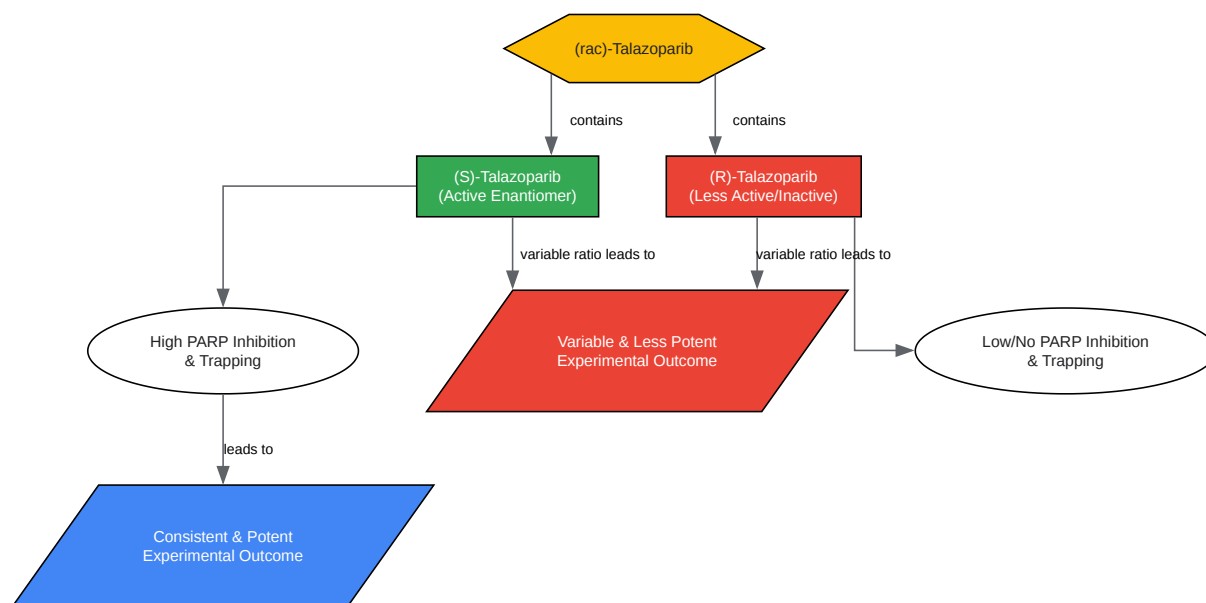 (rac)-Talazoparib
contains
contains
(S)-Talazoparib
(Active Enantiomer)
(R)-Talazoparib
(Less Active/Inactive)
variable ratio leads to
variable ratio leads to
High PARP Inhibition
& Trapping
Variable & Less Potent
Experimental Outcome
Low/No PARP Inhibition
& Trapping
leads to
Consistent & Potent
Experimental Outcome